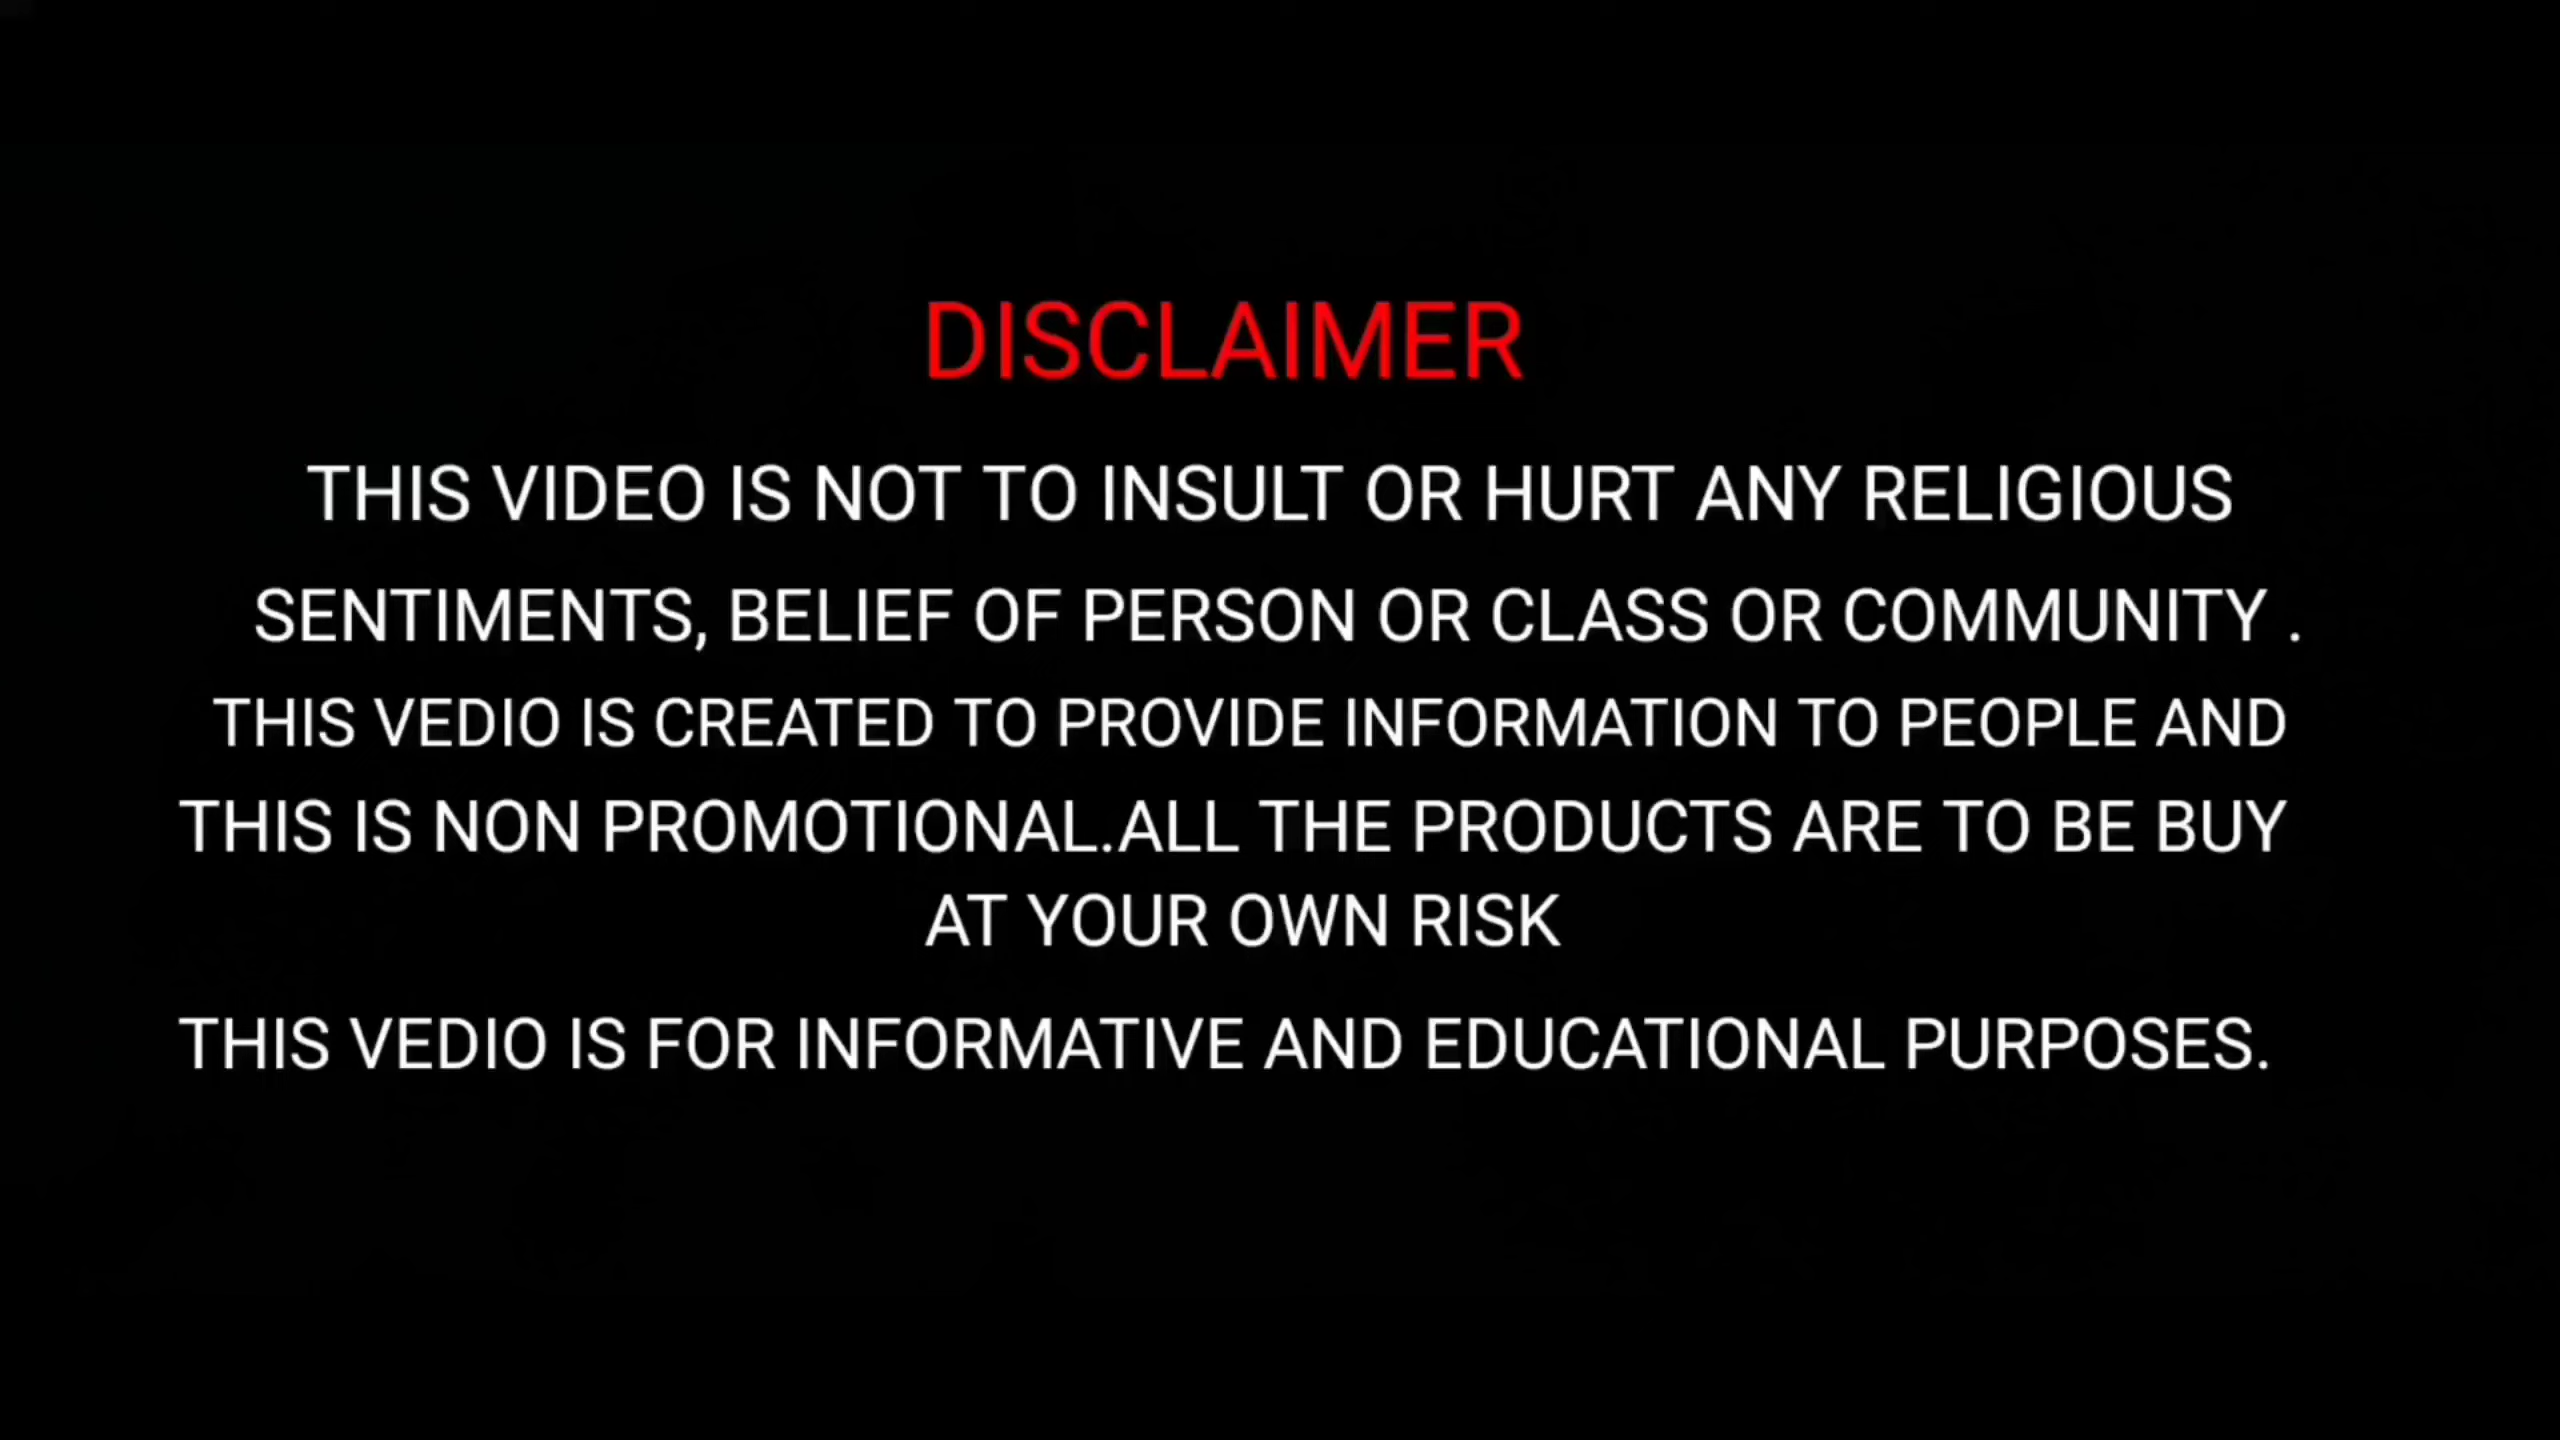 DISCLAIMER
THIS VIDEO IS NOT TO INSULT OR HURT ANY RELIGIOUS
SENTIMENTS, BELIEF OF PERSON OR CLASS OR COMMUNITY .
THIS VEDIO IS CREATED TO PROVIDE INFORMATION TO PEOPLE AND
THIS IS NON PROMOTIONAL.ALL THE PRODUCTS ARE TO BE BUY
AT YOUR OWN RISK
THIS VEDIO IS FOR INFORMATIVE AND EDUCATIONAL PURPOSES.